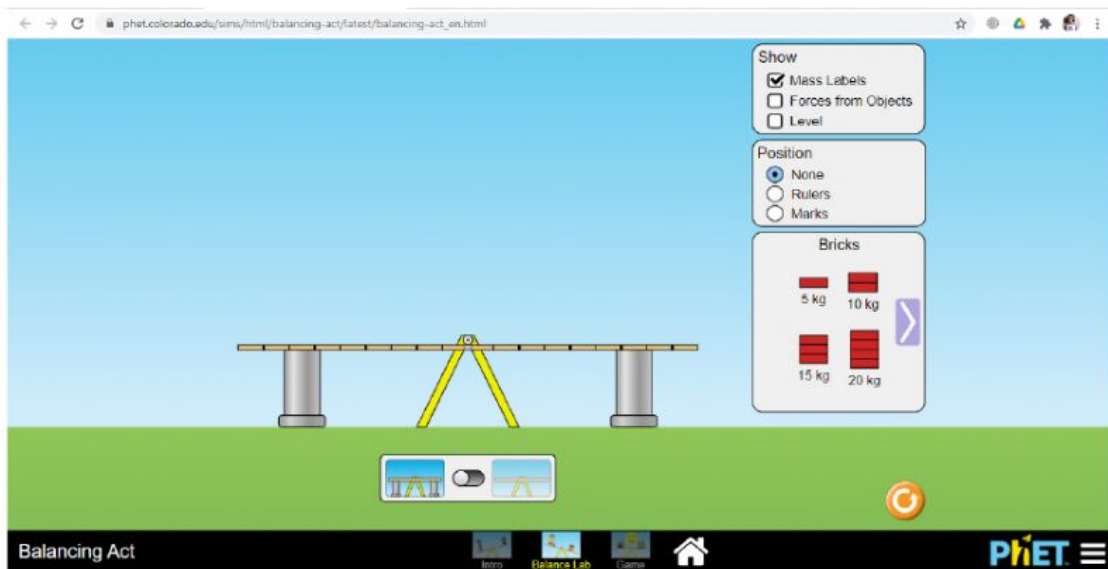 phet.colorado.edu/sims/html/balancing-act/latest/balancing-act_en.html
Show
Mass Labels
Forces from Objects
Level
Position
None
Rulers
Marks
Bricks
5 kg
10 kg
15 kg
20 kg
Balancing Act
Intro
Balance Lab
Game
PhET